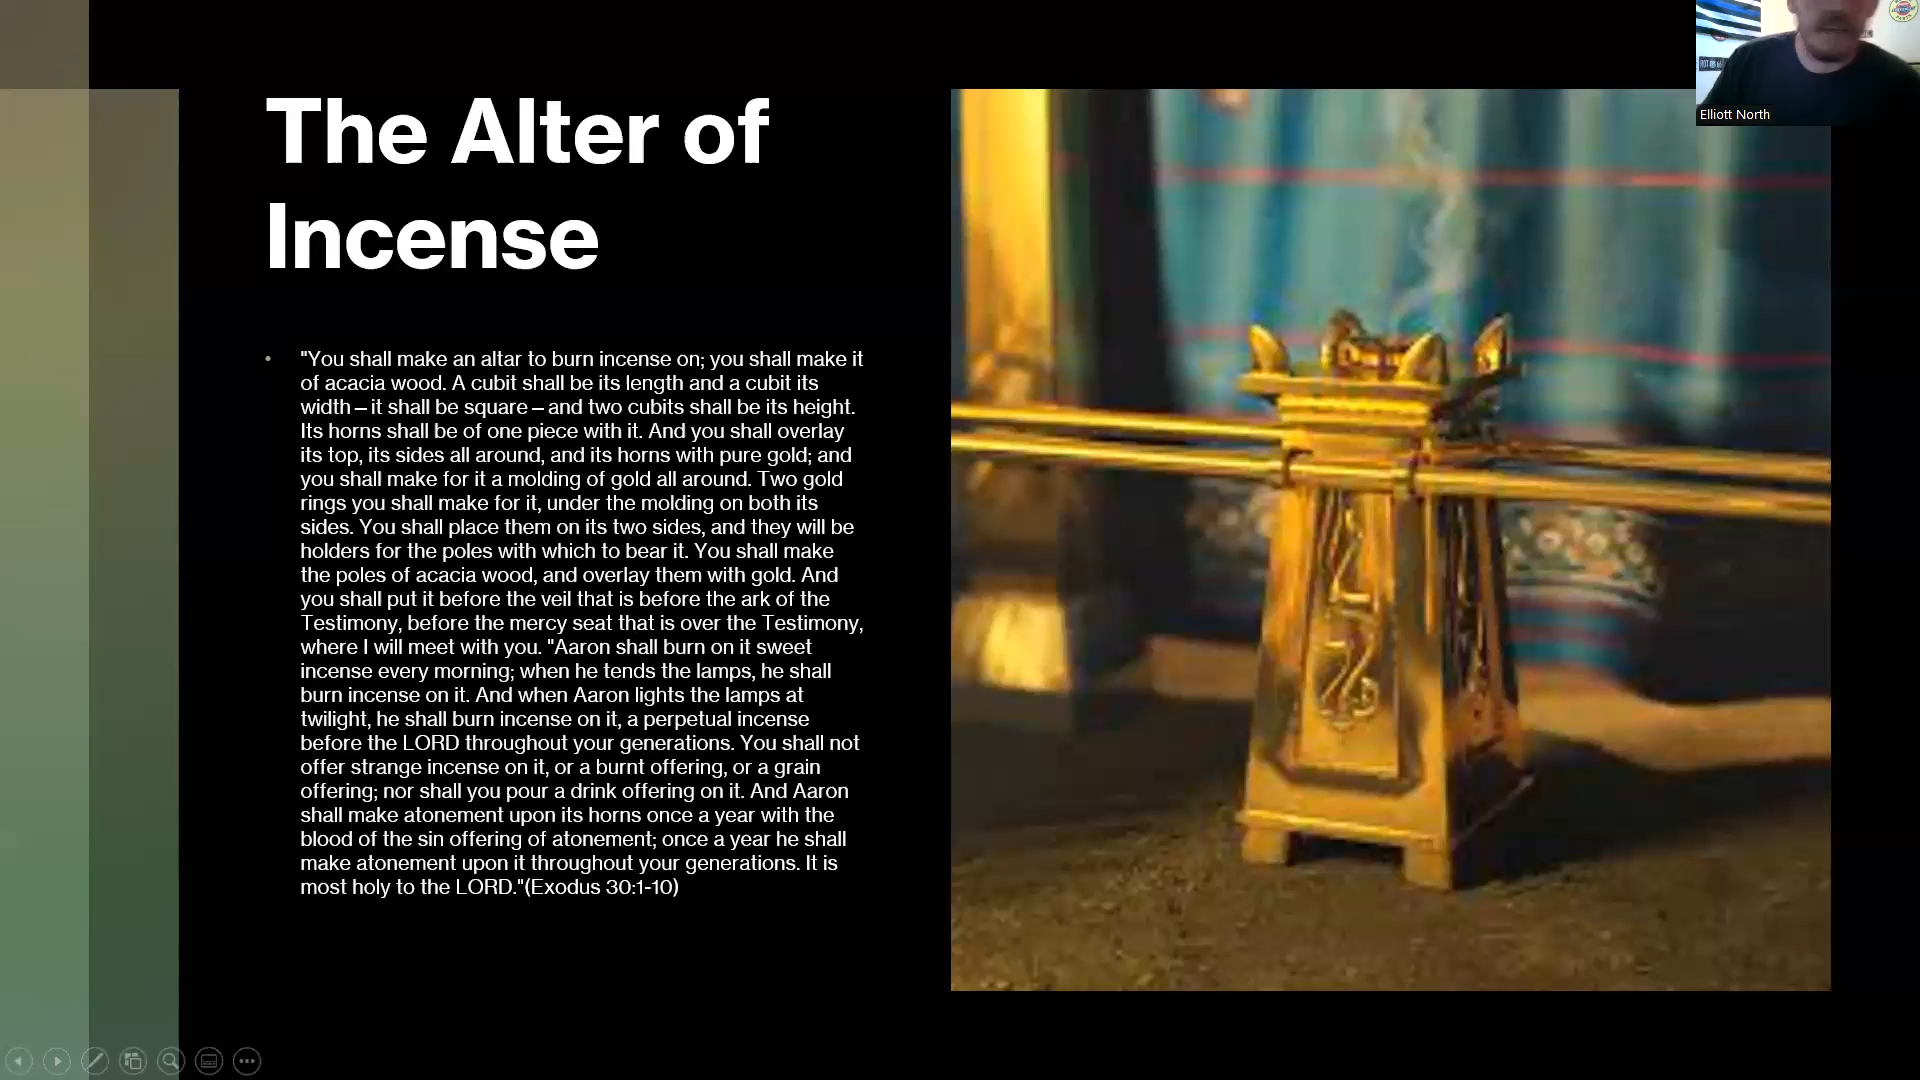 The Alter of
Incense
"You shall make an altar to burn incense on; you shall make it
of acacia wood. A cubit shall be its length and a cubit its
width—it shall be square—and two cubits shall be its height.
Its horns shall be of one piece with it. And you shall overlay
its top, its sides all around, and its horns with pure gold; and
you shall make for it a molding of gold all around. Two gold
rings you shall make for it, under the molding on both its
sides. You shall place them on its two sides, and they will be
holders for the poles with which to bear it. You shall make
the poles of acacia wood, and overlay them with gold. And
you shall put it before the veil that is before the ark of the
Testimony, before the mercy seat that is over the Testimony,
where I will meet with you. "Aaron shall burn on it sweet
incense every morning; when he tends the lamps, he shall
burn incense on it. And when Aaron lights the lamps at
twilight, he shall burn incense on it, a perpetual incense
before the LORD throughout your generations. You shall not
offer strange incense on it, or a burnt offering, or a grain
offering; nor shall you pour a drink offering on it. And Aaron
shall make atonement upon its horns once a year with the
blood of the sin offering of atonement; once a year he shall
make atonement upon it throughout your generations. It is
most holy to the LORD."(Exodus 30:1-10)
Elliott North